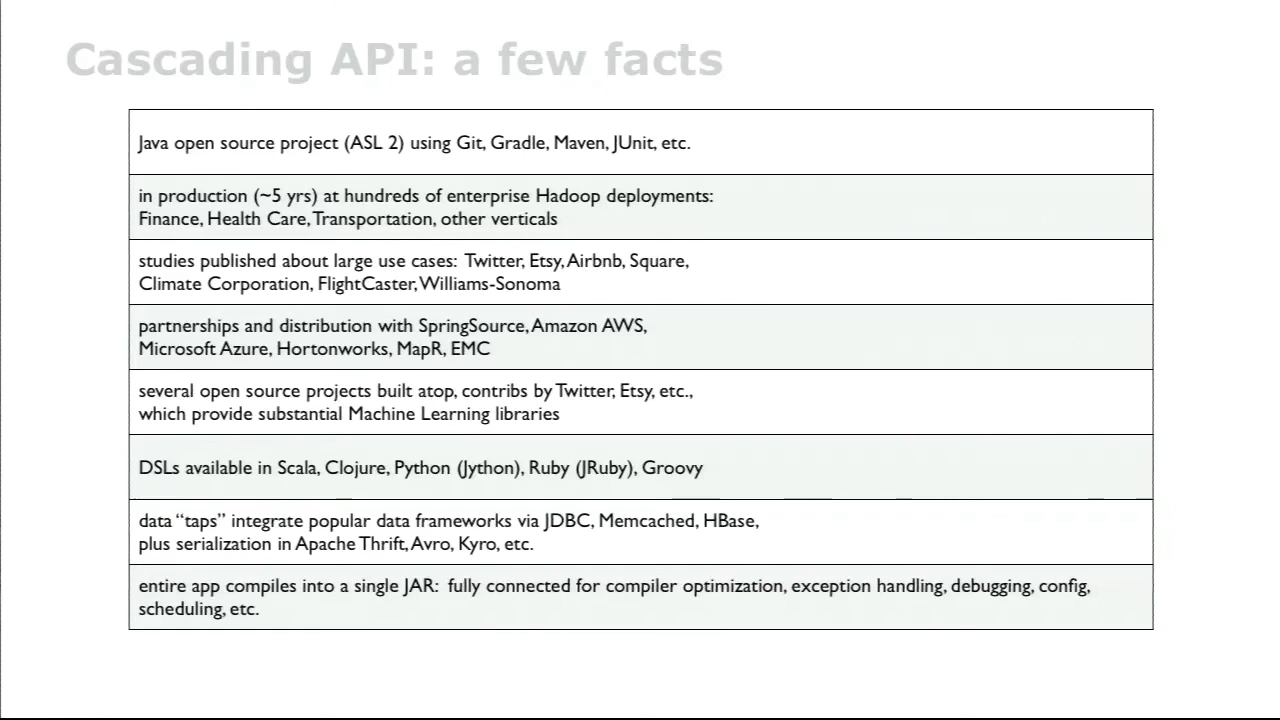 Cascading API: a few facts
Java open source project (ASL 2) using Git, Gradle, Maven, JUnit, etc.
in production (~5 yrs) at hundreds of enterprise Hadoop deployments:
Finance, Health Care, Transportation, other verticals
studies published about large use cases: Twitter, Etsy, Airbnb, Square,
Climate Corporation, FlightCaster, Williams-Sonoma
partnerships and distribution with SpringSource, Amazon AWS,
Microsoft Azure, Hortonworks, MapR, EMC
several open source projects built atop, contribs by Twitter, Etsy, etc.,
which provide substantial Machine Learning libraries
DSLs available in Scala, Clojure, Python (Jython), Ruby (JRuby), Groovy
data “taps” integrate popular data frameworks via JDBC, Memcached, HBase,
plus serialization in Apache Thrift, Avro, Kyro, etc.
entire app compiles into a single JAR: fully connected for compiler optimization, exception handling, debugging, config,
scheduling, etc.